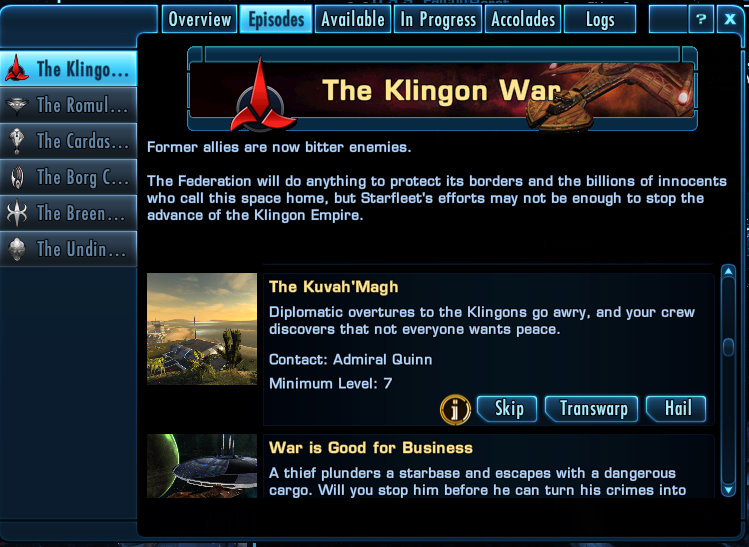 Overview
Episodes
Available
In Progress
Accolades
Logs
?
X
The Klingo...
The Romul...
The Cardas...
The Borg C...
The Breen...
The Undin...
The Klingon War
Former allies are now bitter enemies.
The Federation will do anything to protect its borders and the billions of innocents
who call this space home, but Starfleet's efforts may not be enough to stop the
advance of the Klingon Empire.
The Kuvah'Magh
Diplomatic overtures to the Klingons go awry, and your crew
discovers that not everyone wants peace.
Contact: Admiral Quinn
Minimum Level: 7
i
Skip
Transwarp
Hail
War is Good for Business
A thief plunders a starbase and escapes with a dangerous
cargo. Will you stop him before he can turn his crimes into